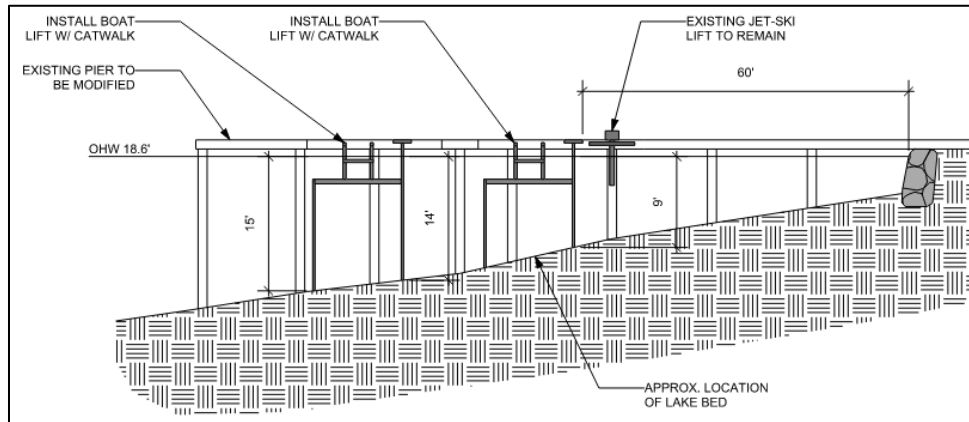 INSTALL BOAT
LIFT W/ CATWALK
INSTALL BOAT
LIFT W/ CATWALK
EXISTING JET-SKI
LIFT TO REMAIN
EXISTING PIER TO
BE MODIFIED
60'
OHW 18.6'
15'
14'
9'
APPROX. LOCATION
OF LAKE BED